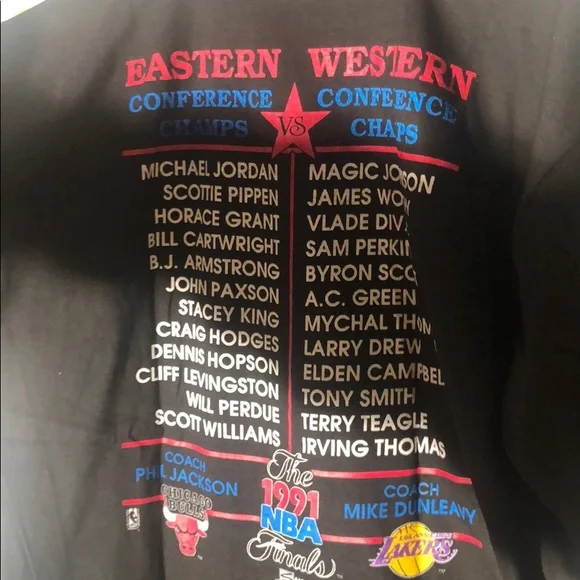 EASTERN WESTERN
CONFERENCE CONFEENCE
CHAMPS VS CHAPS
MICHAEL JORDAN
SCOTTIE PIPPEN
HORACE GRANT
BILL CARTWRIGHT
B.J. ARMSTRONG
JOHN PAXSON
STACEY KING
CRAIG HODGES
DENNIS HOPSON
CLIFF LEVINGSTON
WILL PERDUE
SCOTT WILLIAMS
MAGIC
JAMES
VLADE
SAM
BYRON
A.C. GREEN
MYCHAL
LARRY DREW
ELDEN
TONY SMITH
TERRY TEAGLE
IRVING THOMAS
COACH
PHIL JACKSON
CHICAGO
BULLS
The
1991
NBA
Finals
COACH
MIKE DUNLEAVY
LOS ANGELES
LAKERS